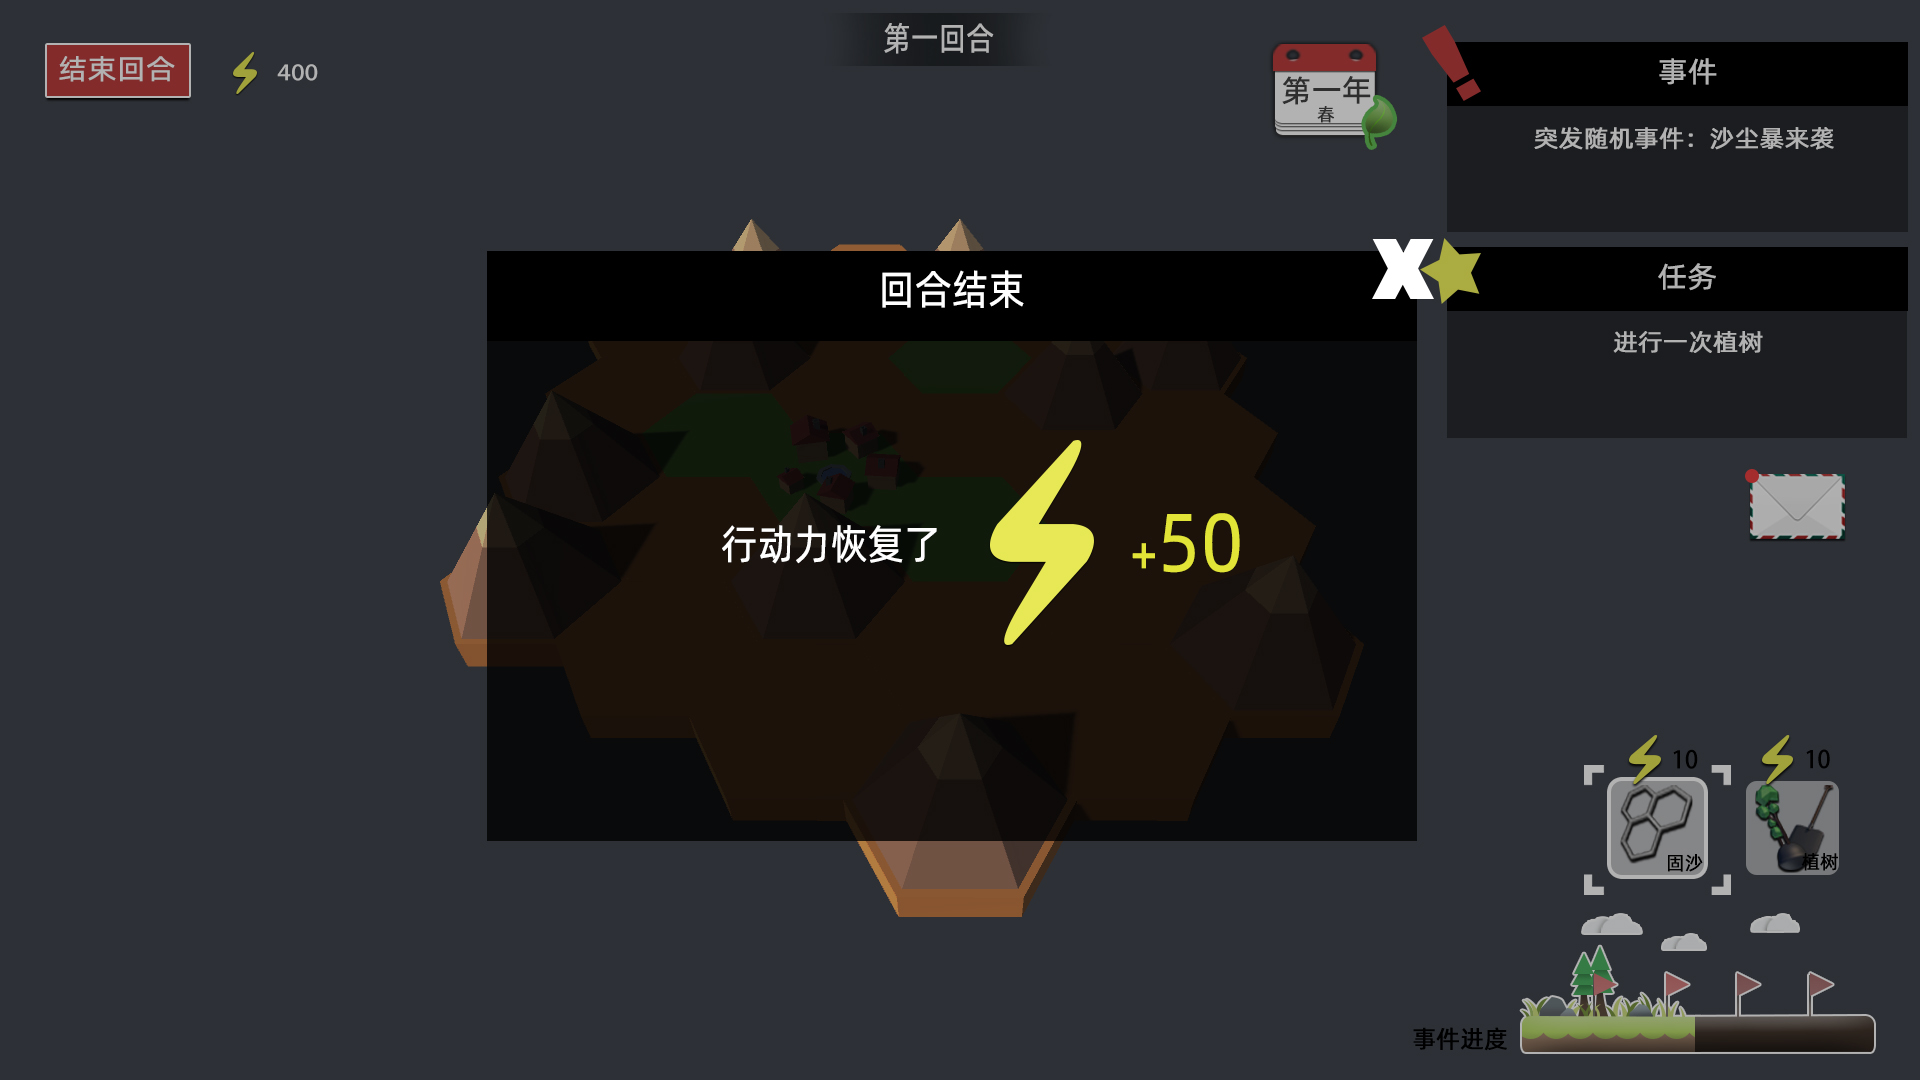 第一回合
结束回合
400
第一年
春
事件
突发随机事件：沙尘暴来袭
任务
进行一次植树
回合结束
行动力恢复了
+50
10
10
固沙
植树
事件进度